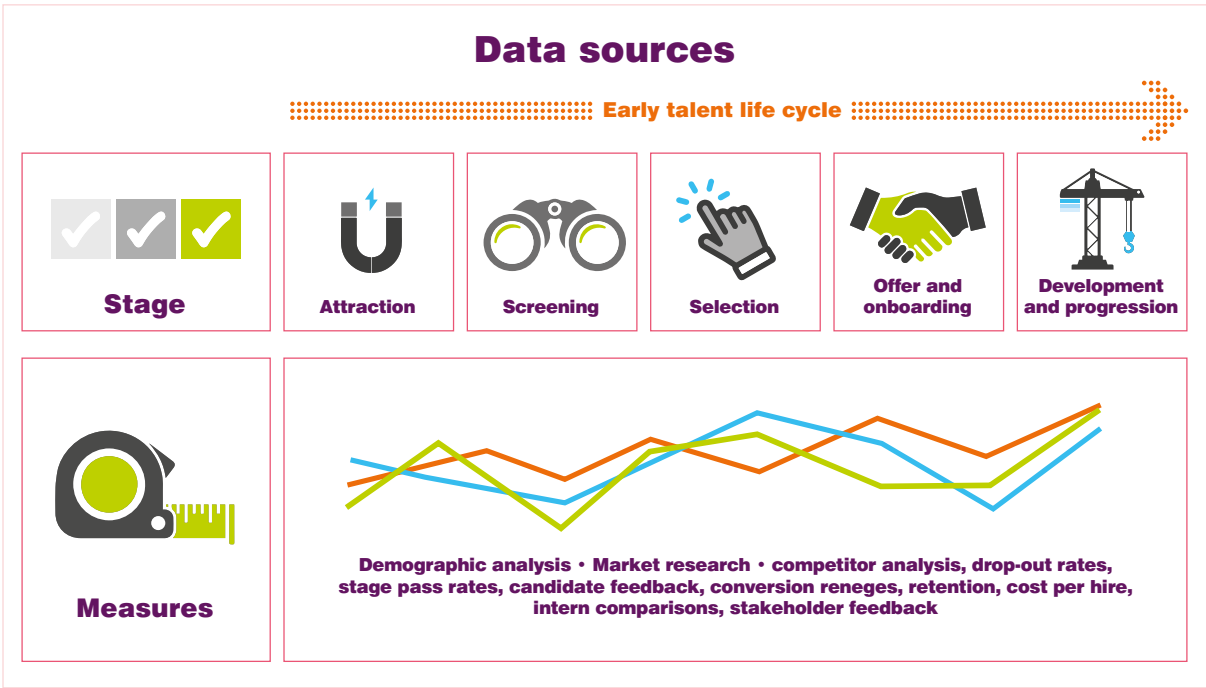 Data sources
Early talent life cycle
Stage
Attraction
Screening
Selection
Offer and
onboarding
Development
and progression
Measures
Demographic analysis • Market research • competitor analysis, drop-out rates,
stage pass rates, candidate feedback, conversion reneges, retention, cost per hire,
intern comparisons, stakeholder feedback